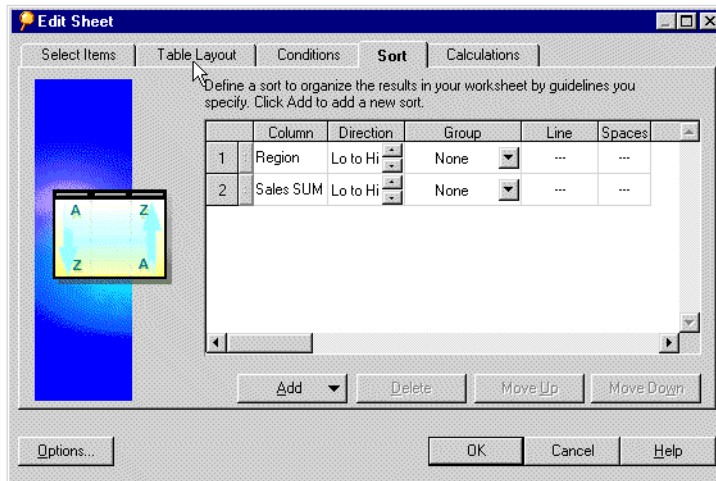 Edit Sheet
Select Items Table Layout Conditions Sort Calculations
Define a sort to organize the results in your worksheet by guidelines you
specify. Click Add to add a new sort.
Column Direction Group Line Spaces
1 Region Lo to Hi None --- ---
2 Sales SUM Lo to Hi None --- ---
A Z
Z A
Add Delete Move Up Move Down
Options... OK Cancel Help